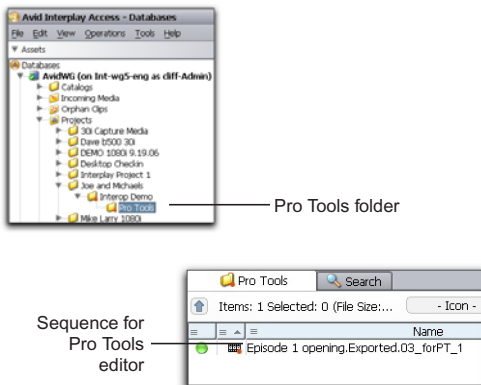 Avid Interplay Access - Databases
File Edit View Operations Tools Help
Assets
Databases
AvidWG (on Int-wg5-eng as cliff-Admin)
Catalogs
Incoming Media
Orphan Clips
Projects
30i Capture Media
Dave b500 30i
DEMO 1080i 9.19.06
Desktop Checkin
Interplay Project 1
Joe and Michaels
Interop Demo
Pro Tools
Mike Larry 1080i
Pro Tools folder
Pro Tools Search
Items: 1 Selected: 0 (File Size:... - Icon -
Name
Episode 1 opening.Exported.03_forPT_1
Sequence for
Pro Tools
editor